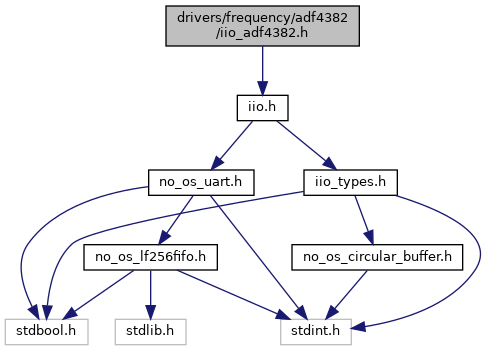 drivers/frequency/adf4382
/iio_adf4382.h
iio.h
no_os_uart.h
iio_types.h
no_os_lf256fifo.h
no_os_circular_buffer.h
stdbool.h
stdlib.h
stdint.h